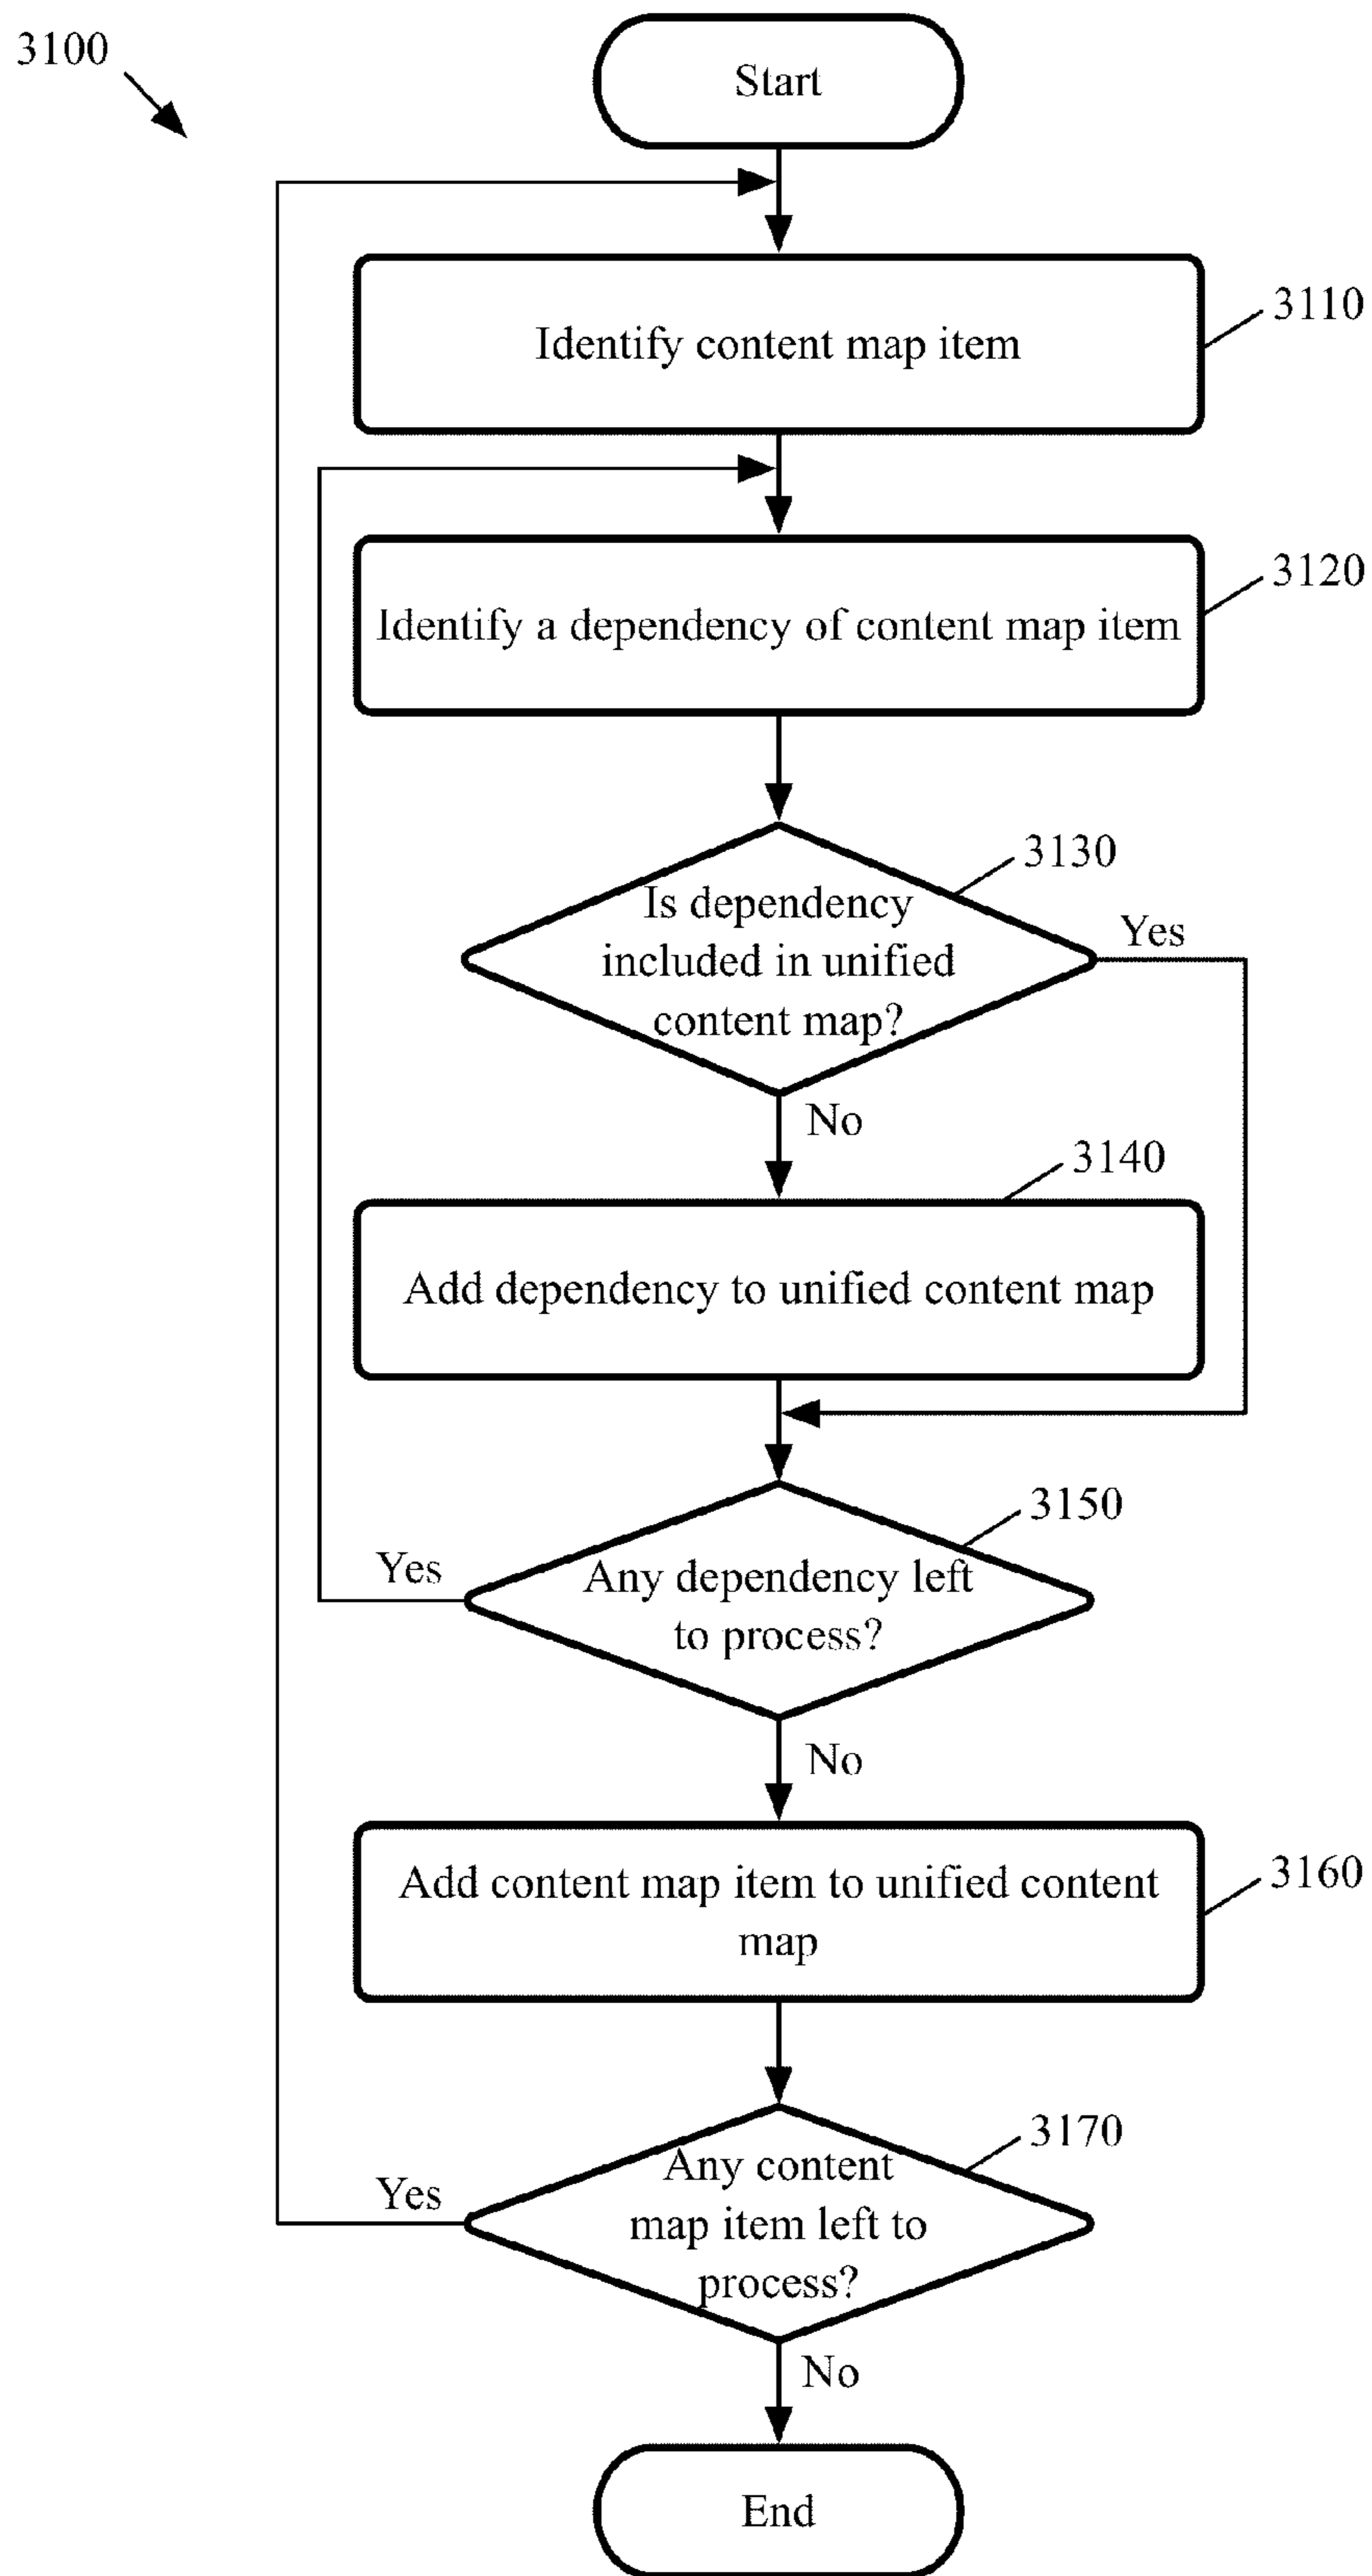 3100
Start
Identify content map item
3110
Identify a dependency of content map item
3120
3130
Is dependency
included in unified
content map?
Yes
No
3140
Add dependency to unified content map
3150
Any dependency left
to process?
Yes
No
Add content map item to unified content
map
3160
3170
Any content
map item left to
process?
Yes
No
End